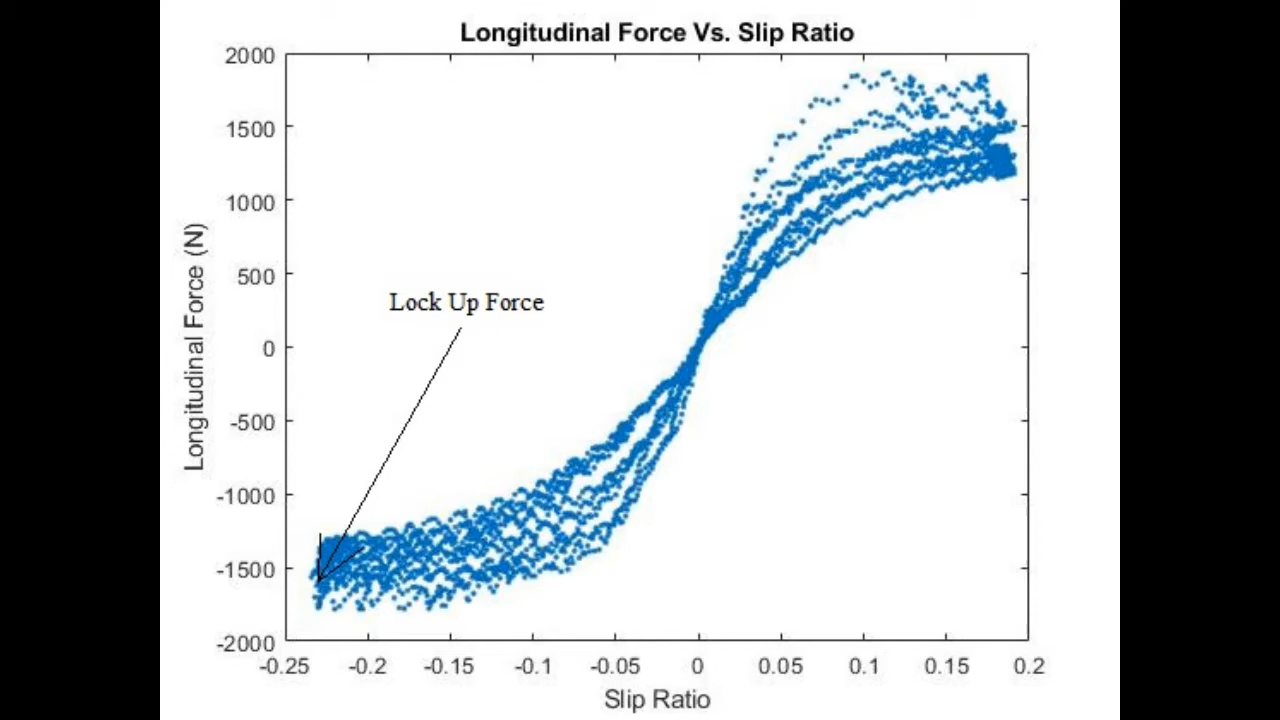 Longitudinal Force Vs. Slip Ratio
2000
1500
1000
500
0
-500
-1000
-1500
-2000
Longitudinal Force (N)
Lock Up Force
-0.25 -0.2 -0.15 -0.1 -0.05 0 0.05 0.1 0.15 0.2
Slip Ratio